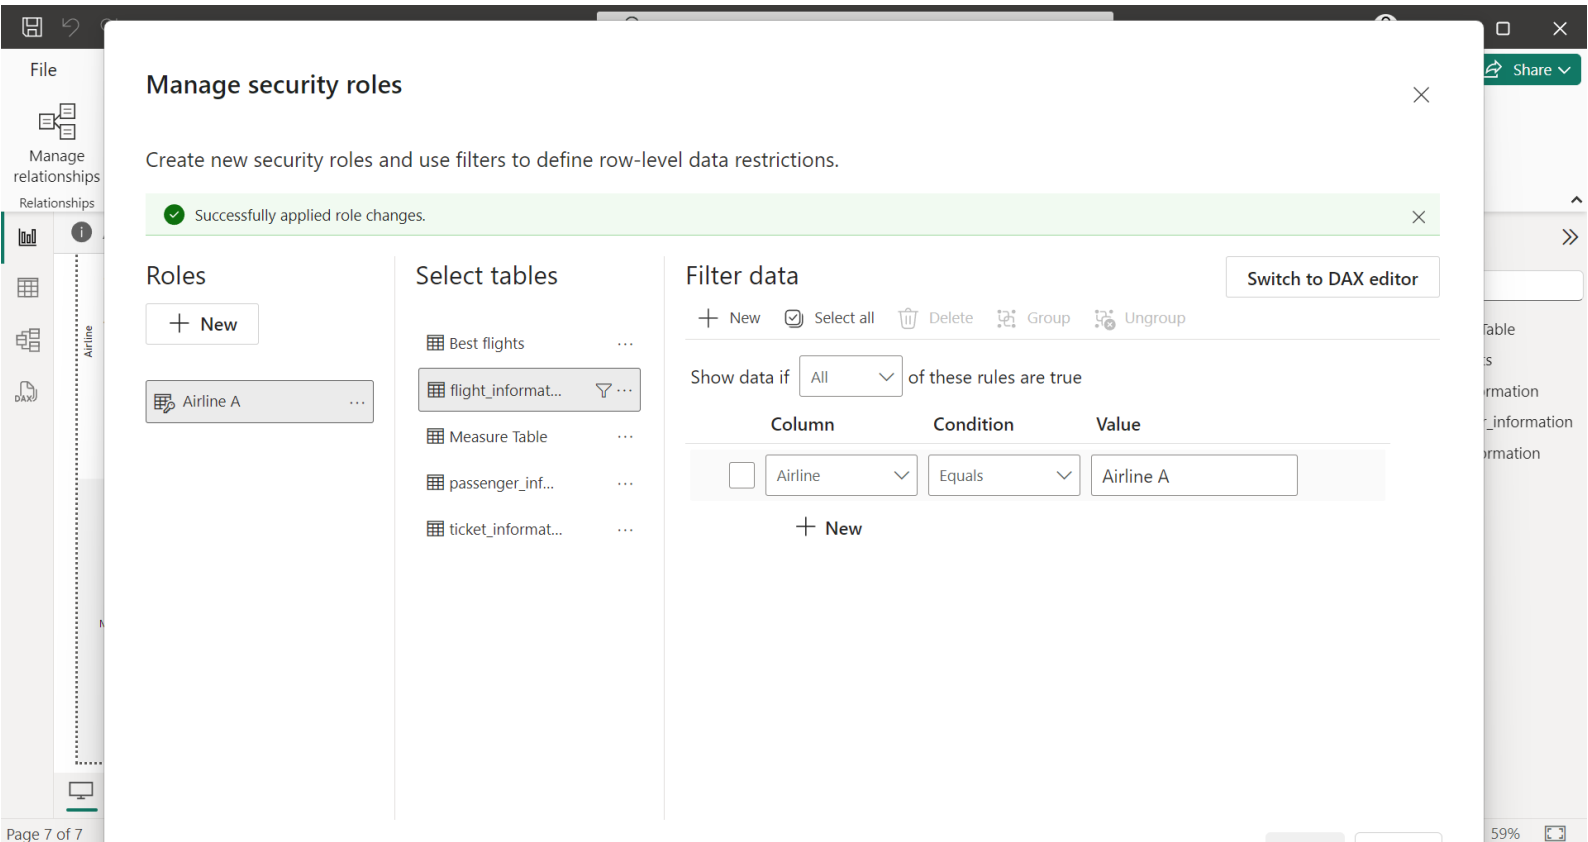 File
Share
Manage
relationships
Relationships
Manage security roles
Create new security roles and use filters to define row-level data restrictions.
Successfully applied role changes.
Roles
New
Airline A
Select tables
Best flights
flight_informat...
Measure Table
passenger_inf...
ticket_informat...
Filter data
Switch to DAX editor
New Select all Delete Group Ungroup
Show data if All of these rules are true
Column Condition Value
Airline Equals Airline A
New
Airline
DAX
Table
rmation
r_information
ormation
Page 7 of 7
59%